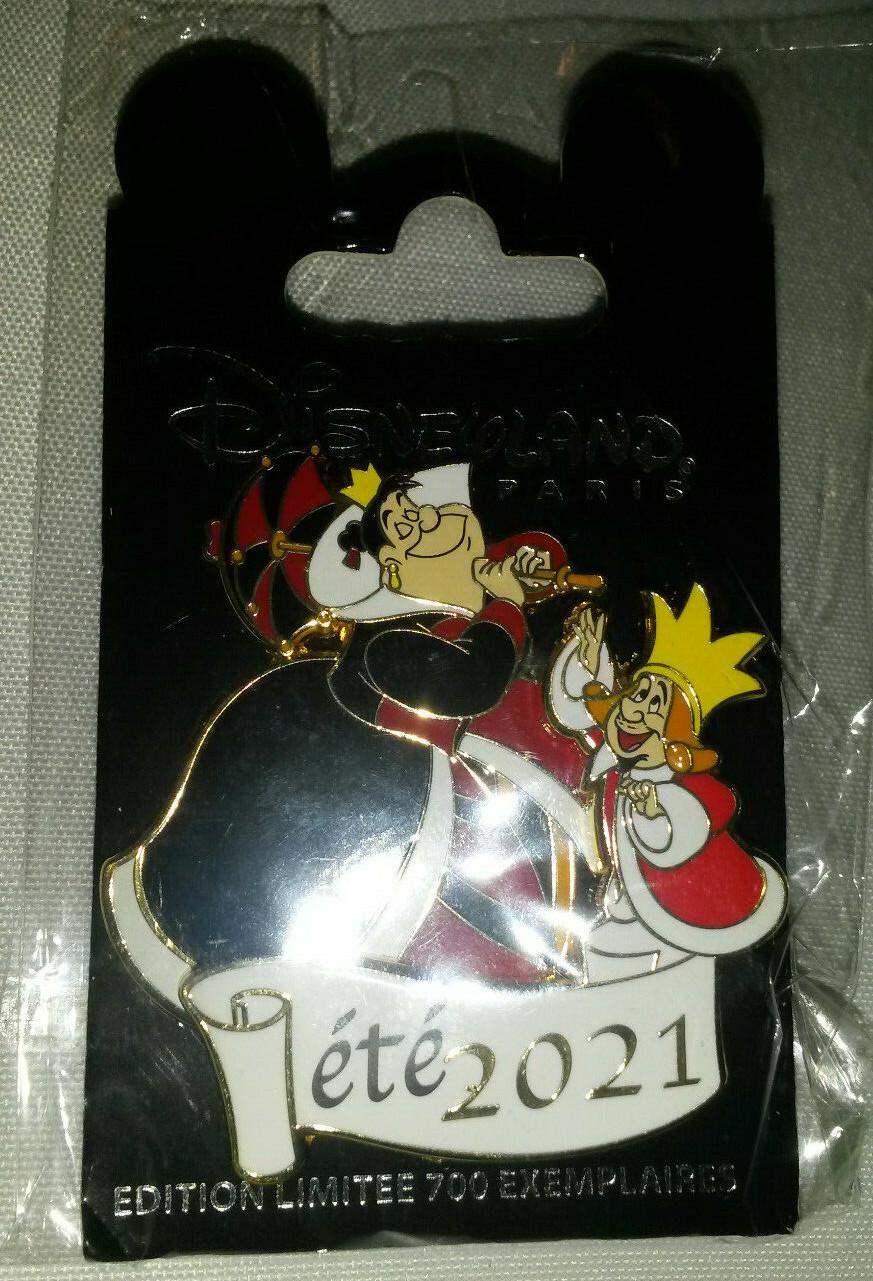 Disneyland
PARIS
été 2021
EDITION LIMITEE 700 EXEMPLAIRES